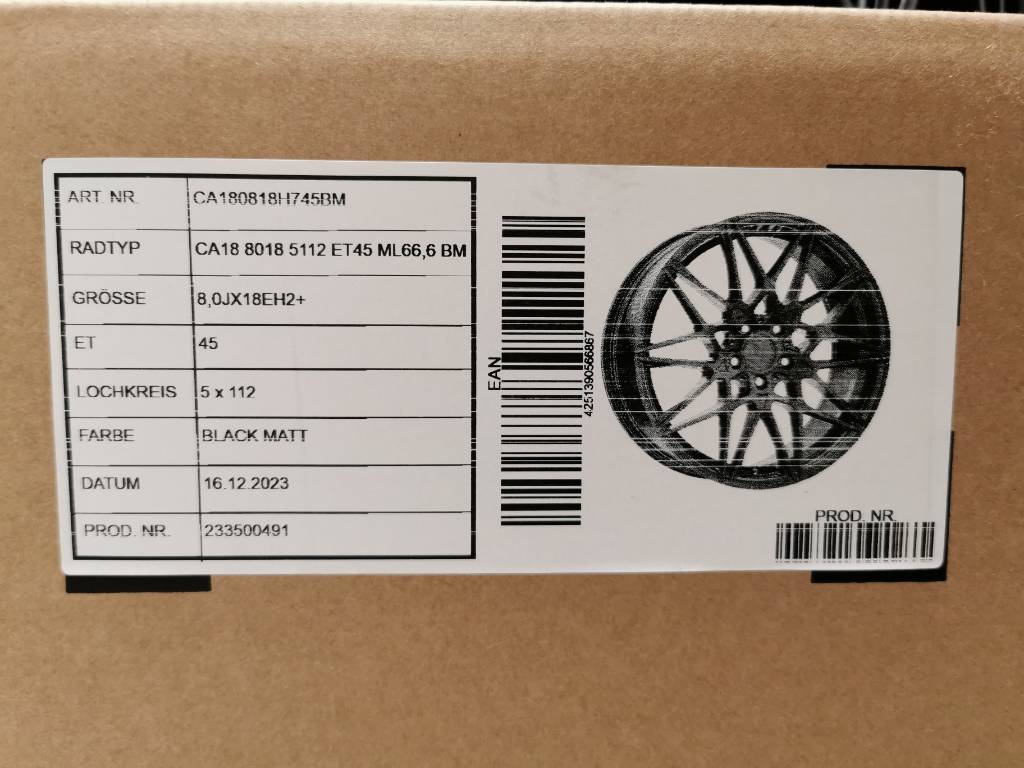 ART. NR. CA180818H745BM
RADTYP CA18 8018 5112 ET45 ML66,6 BM
GRÖSSE 8,0JX18EH2+
ET 45
LOCHKREIS 5 x 112
FARBE BLACK MATT
DATUM 16.12.2023
PROD. NR. 233500491
EAN
4251390566867
PROD. NR.